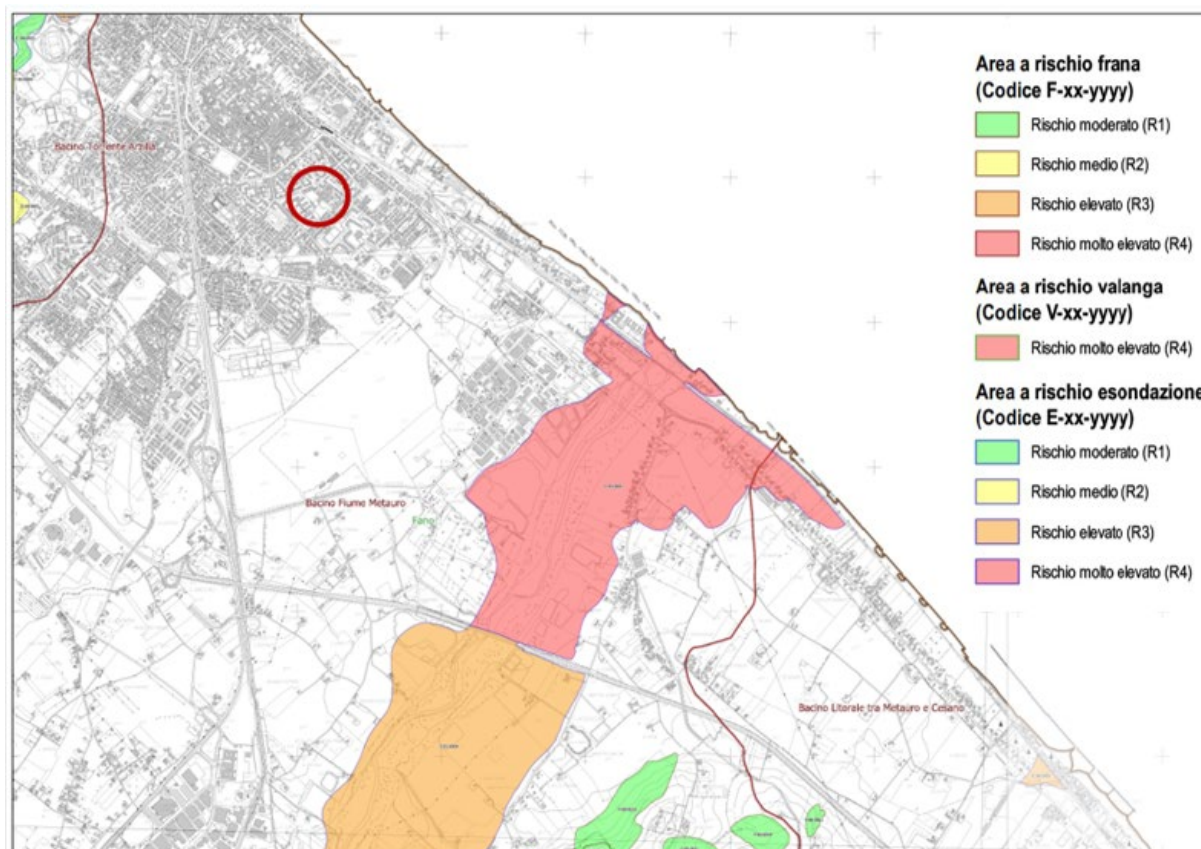 Bacino Torrente Arzilla
Bacino Fiume Metauro
Fano
Bacino Litorale tra Metauro e Cesano
Area a rischio frana
(Codice F-xx-yyyy)
Rischio moderato (R1)
Rischio medio (R2)
Rischio elevato (R3)
Rischio molto elevato (R4)
Area a rischio valanga
(Codice V-xx-yyyy)
Rischio molto elevato (R4)
Area a rischio esondazione
(Codice E-xx-yyyy)
Rischio moderato (R1)
Rischio medio (R2)
Rischio elevato (R3)
Rischio molto elevato (R4)